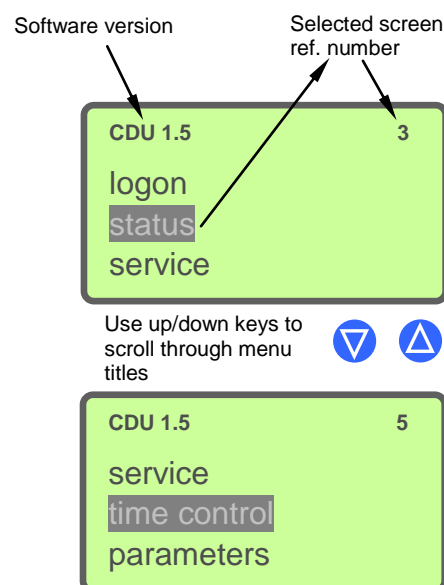 Software version
Selected screen
ref. number
CDU 1.5 3
logon
status
service
Use up/down keys to
scroll through menu
titles
CDU 1.5 5
service
time control
parameters